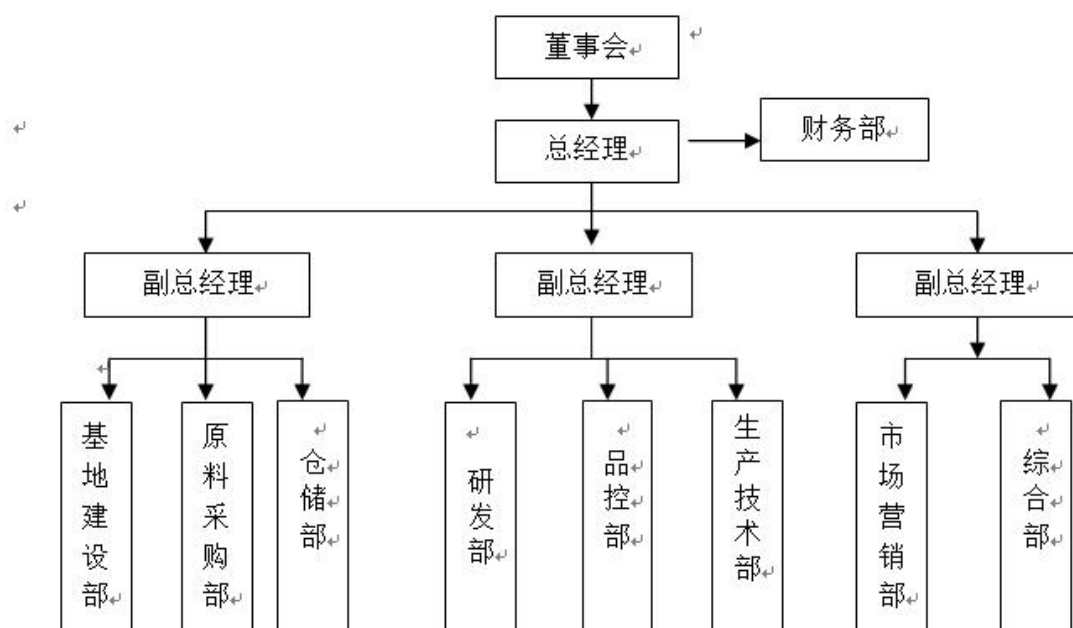 董事会
总经理
财务部
副总经理
副总经理
副总经理
基地建设部
原料采购部
仓储部
研发部
品控部
生产技术部
市场营销部
综合部